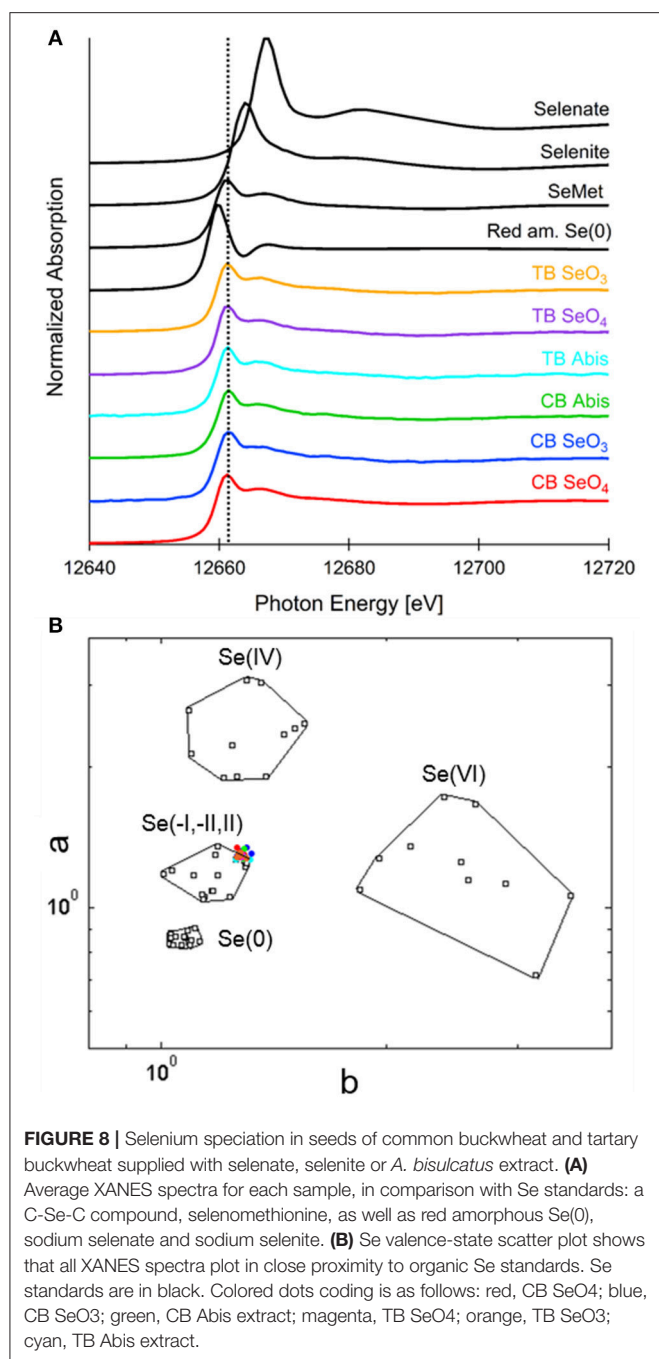 A
Selenate
Selenite
SeMet
Red am. Se(0)
TB SeO₃
TB SeO₄
TB Abis
CB Abis
CB SeO₃
CB SeO₄
Normalized Absorption
12640 12660 12680 12700 12720
Photon Energy [eV]
B
Se(IV)
Se(VI)
Se(-I,-II,II)
Se(0)
a
10⁰
10⁰
b
FIGURE 8 | Selenium speciation in seeds of common buckwheat and tartary
buckwheat supplied with selenate, selenite or A. bisulcatus extract. (A)
Average XANES spectra for each sample, in comparison with Se standards: a
C-Se-C compound, selenomethionine, as well as red amorphous Se(0),
sodium selenate and sodium selenite. (B) Se valence-state scatter plot shows
that all XANES spectra plot in close proximity to organic Se standards. Se
standards are in black. Colored dots coding is as follows: red, CB SeO4; blue,
CB SeO3; green, CB Abis extract; magenta, TB SeO4; orange, TB SeO3;
cyan, TB Abis extract.